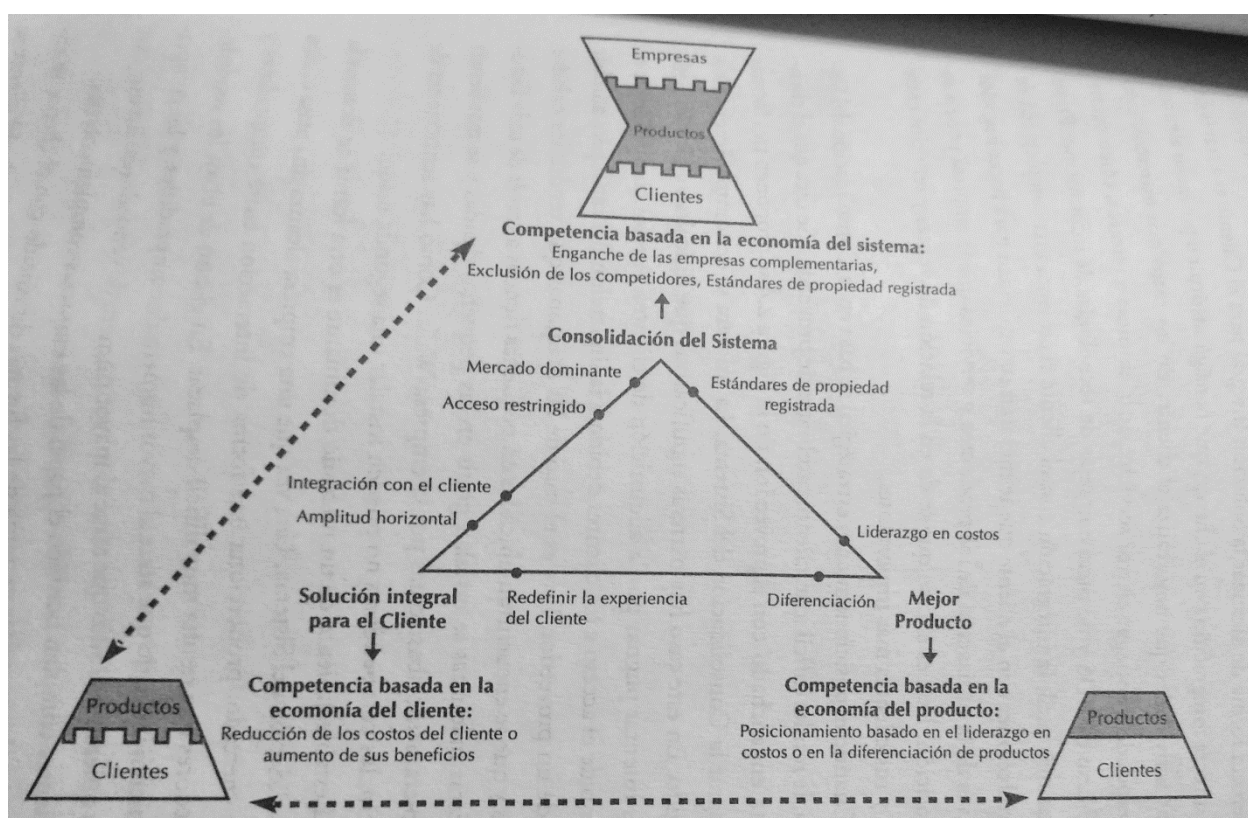 Empresas
Productos
Clientes
Competencia basada en la economía del sistema:
Enganche de las empresas complementarias,
Exclusión de los competidores, Estándares de propiedad registrada
Consolidación del Sistema
Mercado dominante
Estándares de propiedad
registrada
Acceso restringido
Integración con el cliente
Amplitud horizontal
Liderazgo en costos
Solución integral
para el Cliente
Redefinir la experiencia
del cliente
Diferenciación
Mejor
Producto
Productos
Clientes
Competencia basada en la
ecomonía del cliente:
Reducción de los costos del cliente o
aumento de sus beneficios
Competencia basada en la
economía del producto:
Posicionamiento basado en el liderazgo en
costos o en la diferenciación de productos
Productos
Clientes